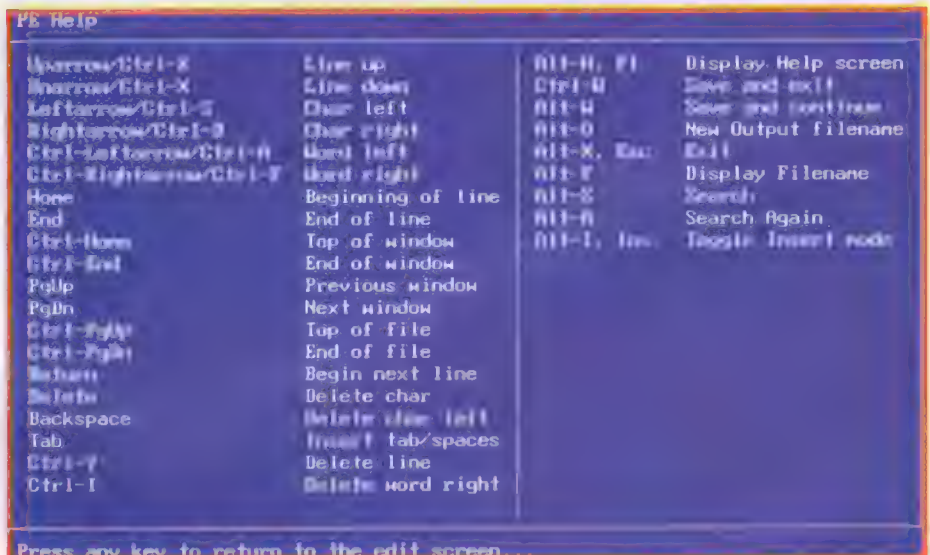 PE Help
Line up
Dnarrow/Ctrl-X Line down
Leftarrow/Ctrl-S Char left
Rightarrow/Ctrl-D Char right
Ctrl-Leftarrow/Ctrl-A Word left
Ctrl-Rightarrow/Ctrl-F Word right
Home Beginning of line
End End of line
Ctrl-Home Top of window
Ctrl-End End of window
PgUp Previous window
PgDn Next window
Ctrl-PgUp Top of file
Ctrl-PgDn End of file
Return Begin next line
Delete Delete char
Backspace Delete char left
Tab Insert tab/spaces
Ctrl-Y Delete line
Ctrl-T Delete word right
Alt-H, F1 Display Help screen
Save and exit
Alt-W Save and continue
Alt-O New Output filename
Alt-X, Esc Exit
Alt-F Display Filename
Alt-S Search
Alt-A Search Again
Alt-I, Ins Toggle Insert mode
Press any key to return to the edit screen...